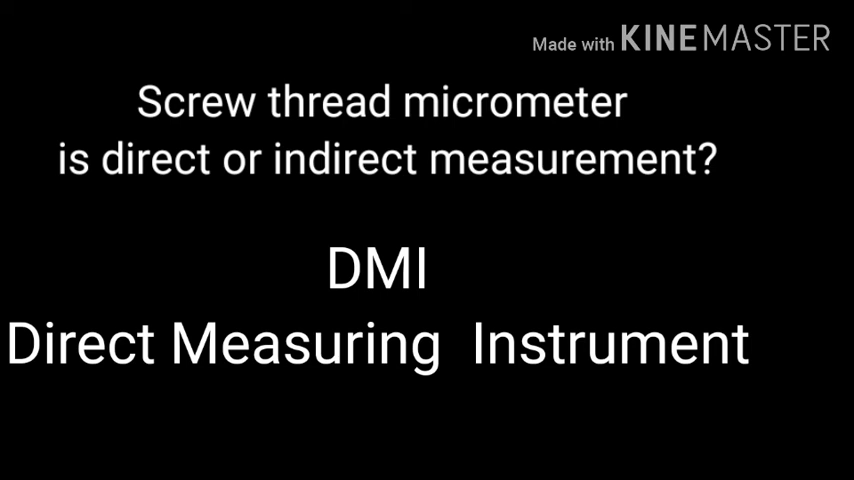 Made with KINEMASTER
Screw thread micrometer
is direct or indirect measurement?
DMI
Direct Measuring Instrument